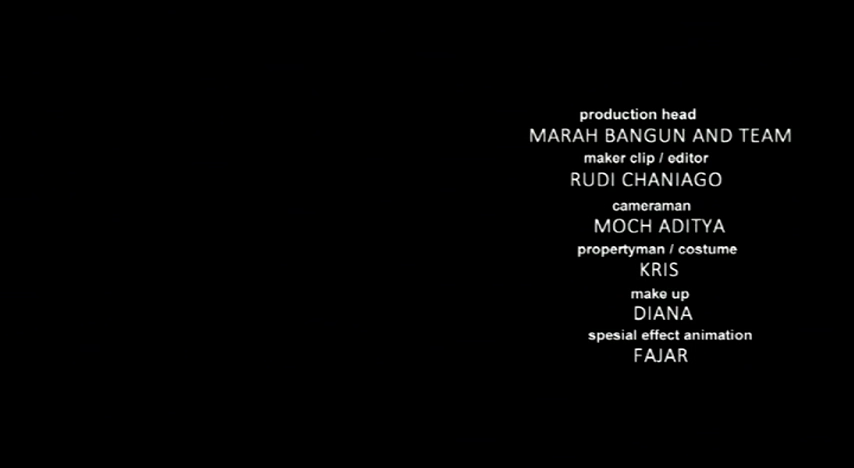 production head
MARAH BANGUN AND TEAM
maker clip / editor
RUDI CHANIAGO
cameraman
MOCH ADITYA
propertyman / costume
KRIS
make up
DIANA
spesial effect animation
FAJAR